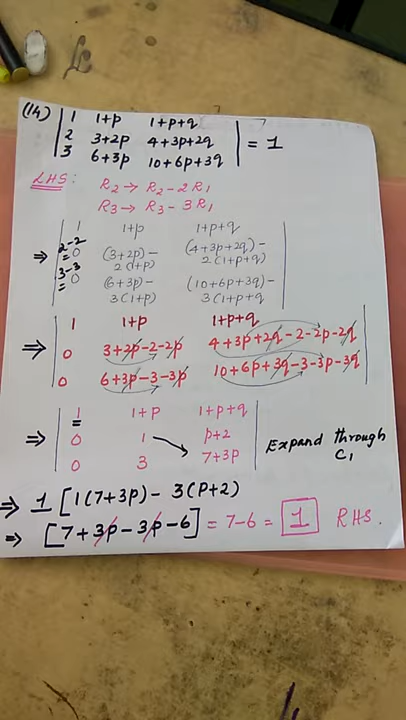 (14) | 1 1+p 1+p+q |
| 2 3+2p 4+3p+2q | = 1
| 3 6+3p 10+6p+3q |
LHS: R₂ → R₂-2R₁
R₃ → R₃-3R₁
| 1 1+p 1+p+q |
⇒ | 2-2=0 (3+2p)-2(1+p) (4+3p+2q)-2(1+p+q) |
| 3-3=0 (6+3p)-3(1+p) (10+6p+3q)-3(1+p+q) |
| 1 1+p 1+p+q |
⇒ | 0 3+2p-2-2p 4+3p+2q-2-2p-2q |
| 0 6+3p-3-3p 10+6p+3q-3-3p-3q |
| 1 1+p 1+p+q |
⇒ | 0 1 p+2 | Expand through C₁
| 0 3 7+3p |
⇒ 1 [1(7+3p) - 3(p+2)
⇒ [7+3p-3p-6] = 7-6 = 1 RHS.